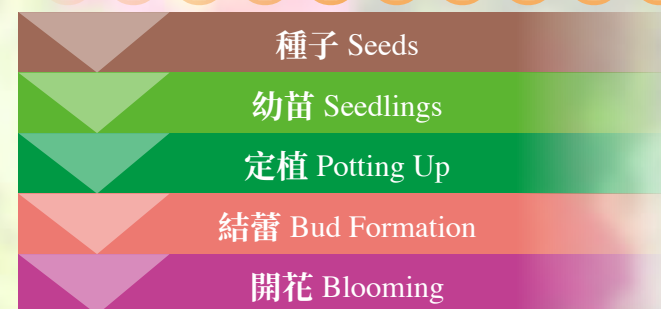 種子 Seeds
幼苗 Seedlings
定植 Potting Up
結蕾 Bud Formation
開花 Blooming